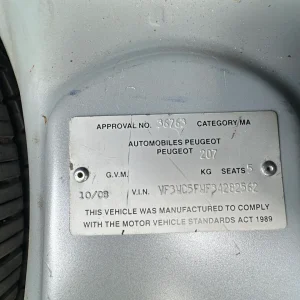 APPROVAL NO. 36763 CATEGORY.MA
AUTOMOBILES PEUGEOT
PEUGEOT 207
G.V.M. KG SEATS 5
10/08 V.I.N.
THIS VEHICLE WAS MANUFACTURED TO COMPLY
WITH THE MOTOR VEHICLE STANDARDS ACT 1989